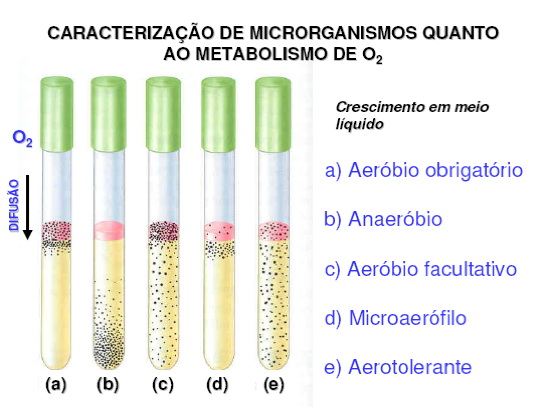 CARACTERIZAÇÃO DE MICRORGANISMOS QUANTO
AO METABOLISMO DE O₂
O₂
DIFUSÃO
(a) (b) (c) (d) (e)
Crescimento em meio
líquido
a) Aeróbio obrigatório
b) Anaeróbio
c) Aeróbio facultativo
d) Microaerófilo
e) Aerotolerante